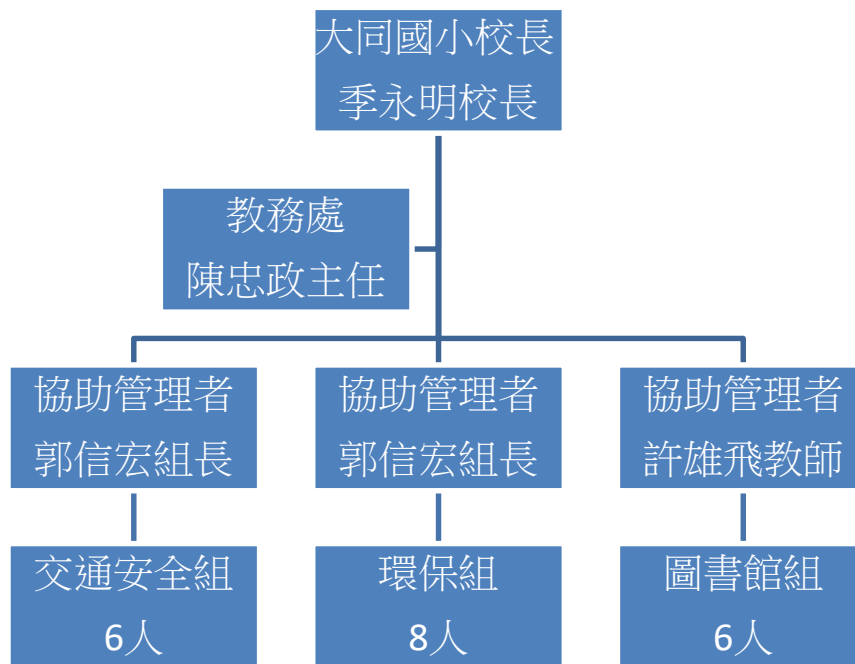 大同國小校長
季永明校長
教務處
陳忠政主任
協助管理者
郭信宏組長
協助管理者
郭信宏組長
協助管理者
許雄飛教師
交通安全組
6人
環保組
8人
圖書館組
6人